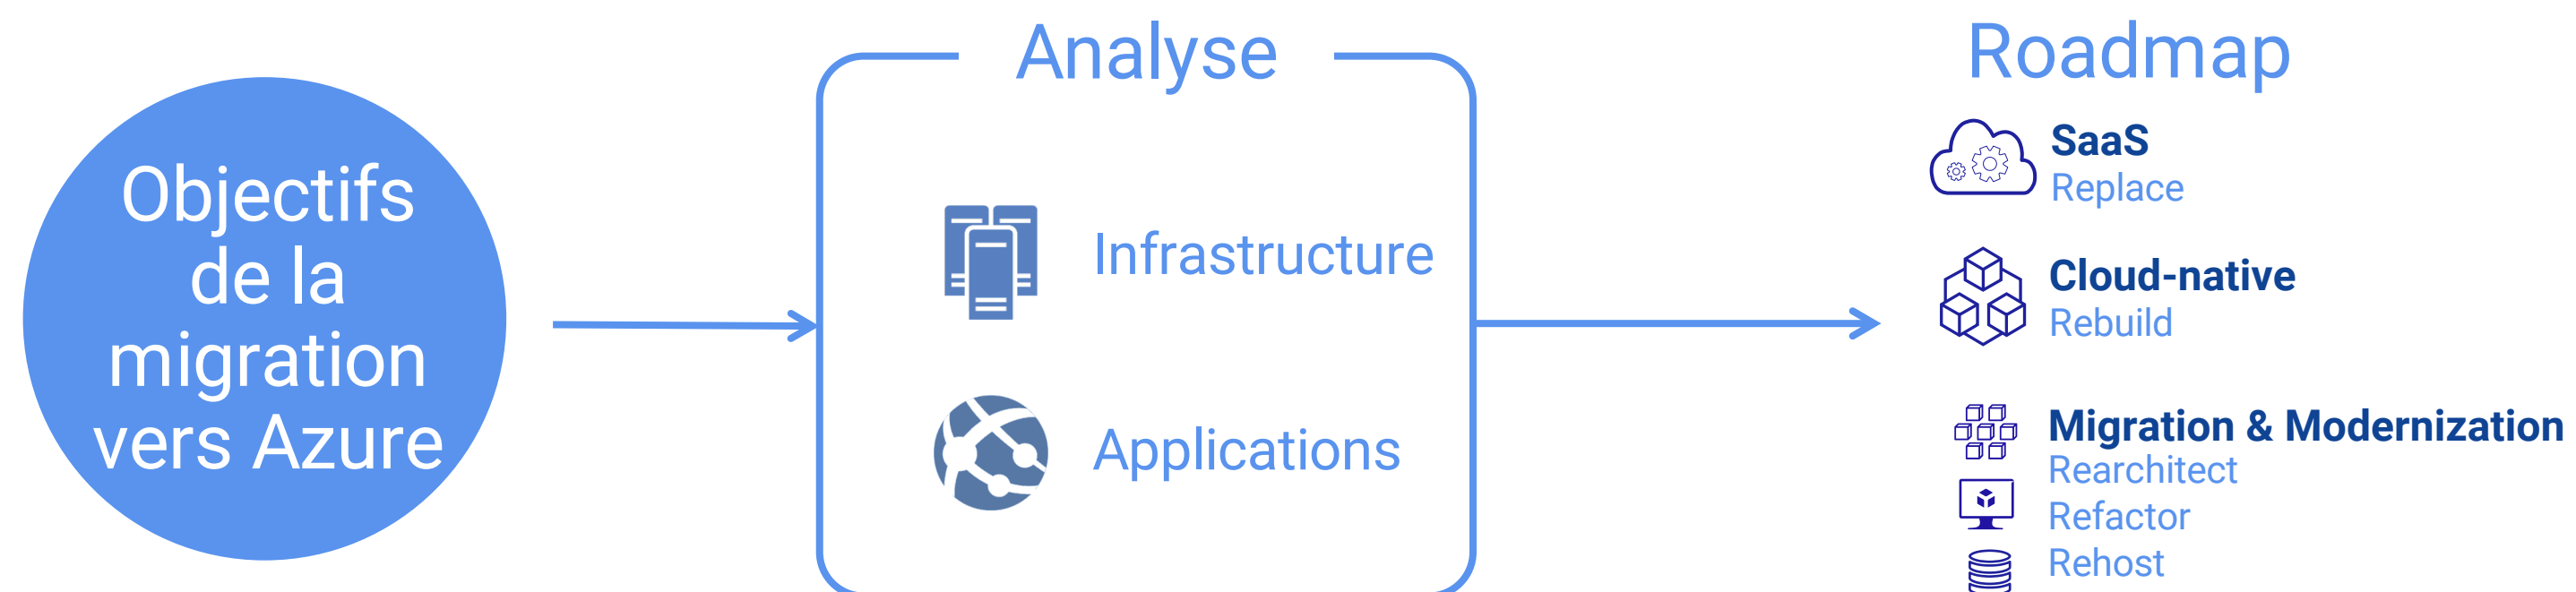 Objectifs
de la
migration
vers Azure
Analyse
Infrastructure
Applications
Roadmap
SaaS
Replace
Cloud-native
Rebuild
Migration & Modernization
Rearchitect
Refactor
Rehost